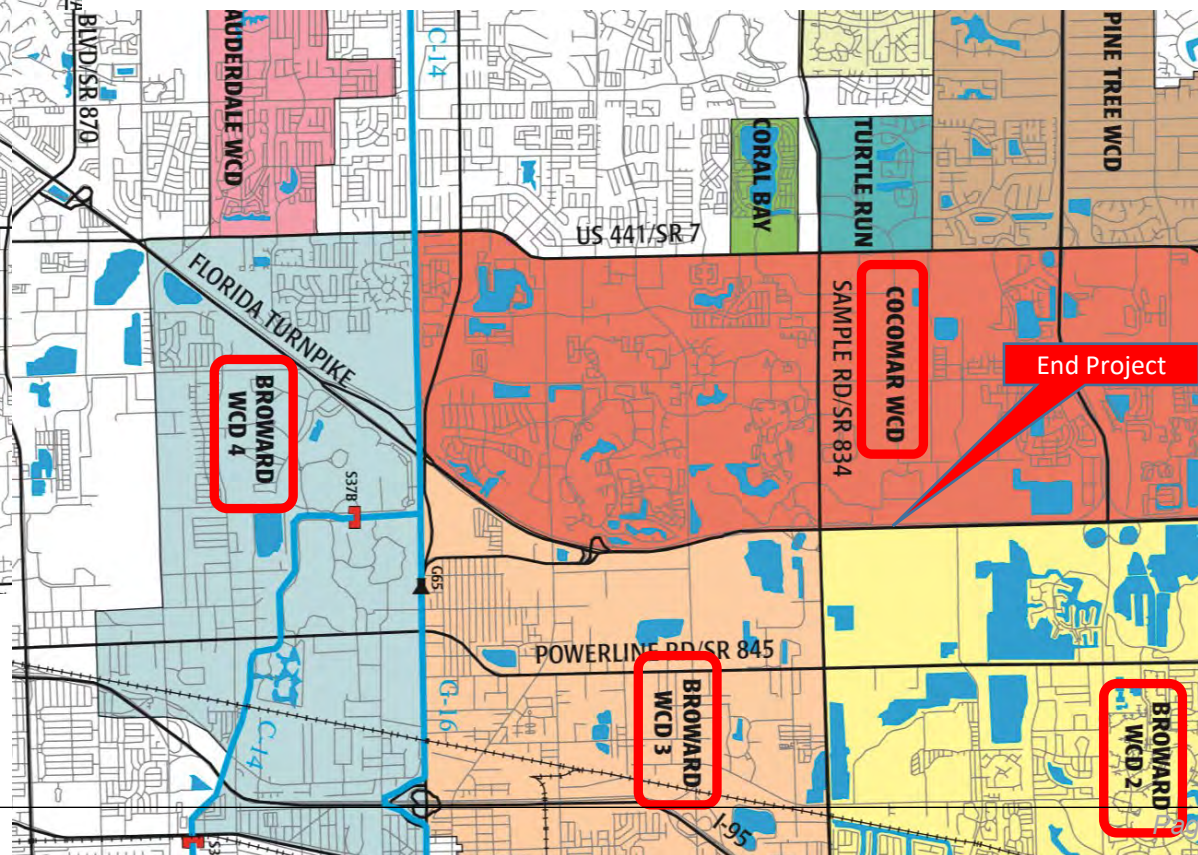 BLVD/SR 870
AUDERDALE WCD
C-14
PINE TREE WCD
CORAL BAY
TURTLE RUN
US 441/SR 7
FLORIDA TURNPIKE
SAMPLE RD/SR 834
COCOMAR WCD
End Project
BROWARD
WCD 4
S37B
G65
POWERLINE RD/SR 845
BROWARD
WCD 3
G-16
C-14
BROWARD
WCD 2
I-95
Pag